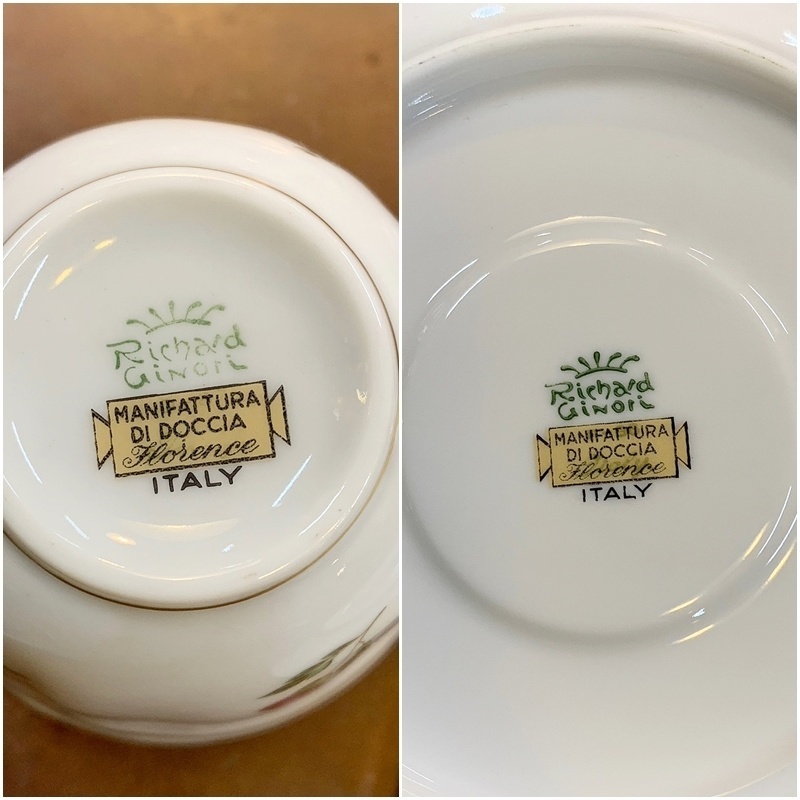 Richard
Ginori
MANIFATTURA
DI DOCCIA
Florence
ITALY
Richard
Ginori
MANIFATTURA
DI DOCCIA
Florence
ITALY